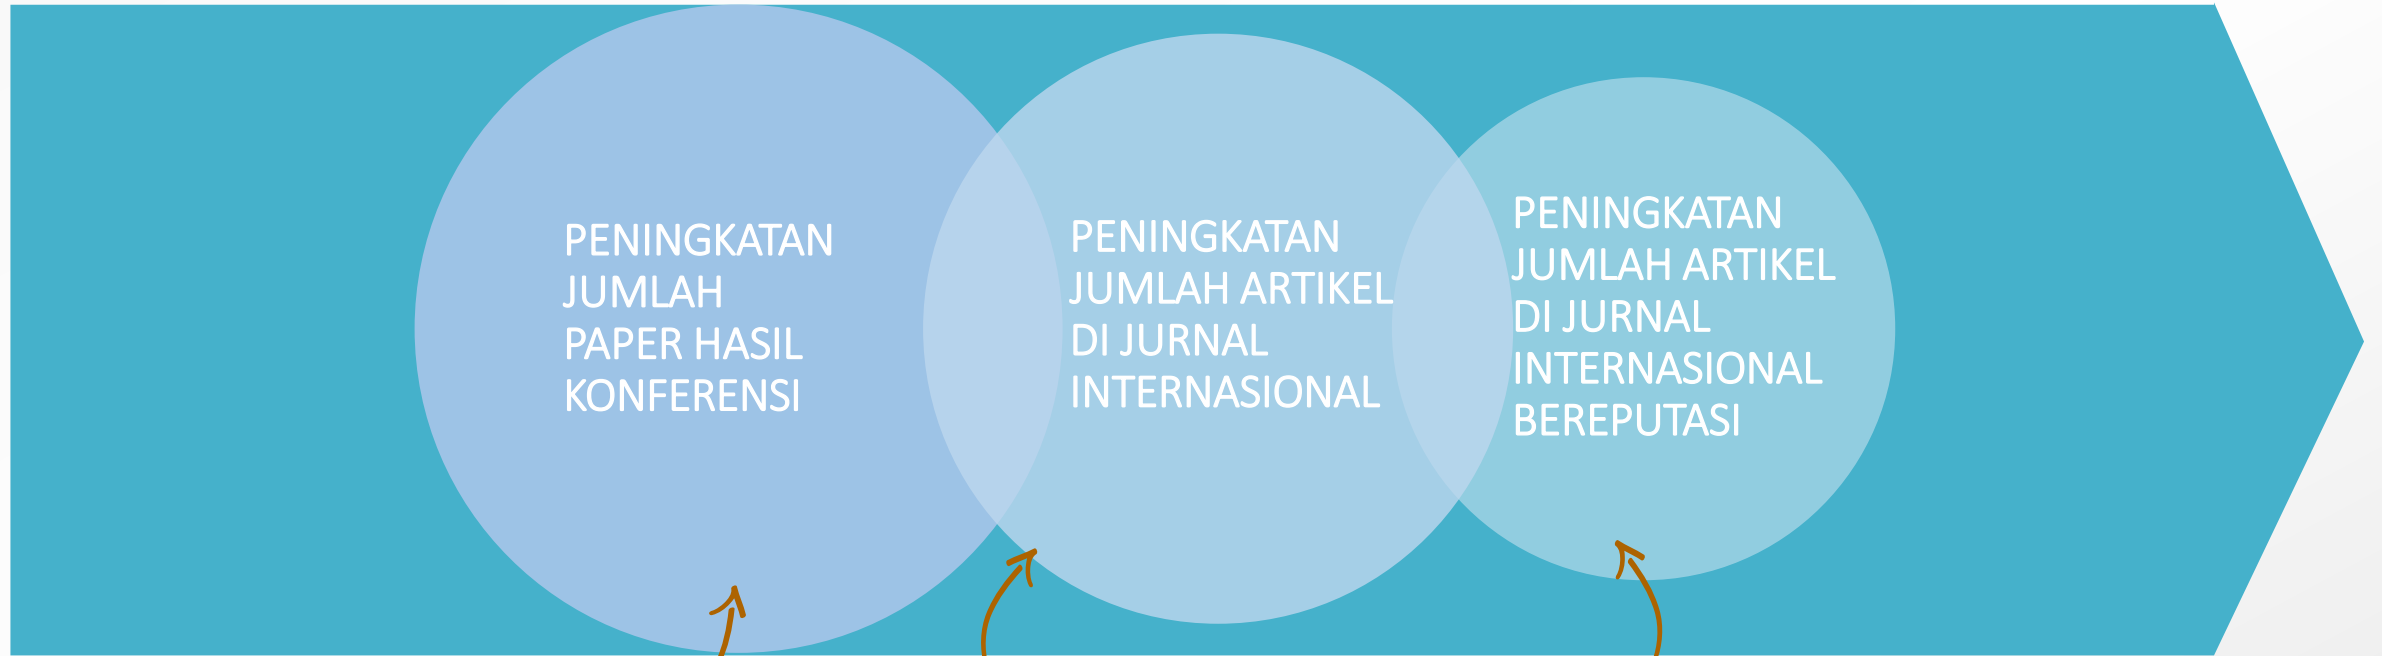 PENINGKATAN
JUMLAH
PAPER HASIL
KONFERENSI
PENINGKATAN
JUMLAH ARTIKEL
DI JURNAL
INTERNASIONAL
PENINGKATAN
JUMLAH ARTIKEL
DI JURNAL
INTERNASIONAL
BEREPUTASI